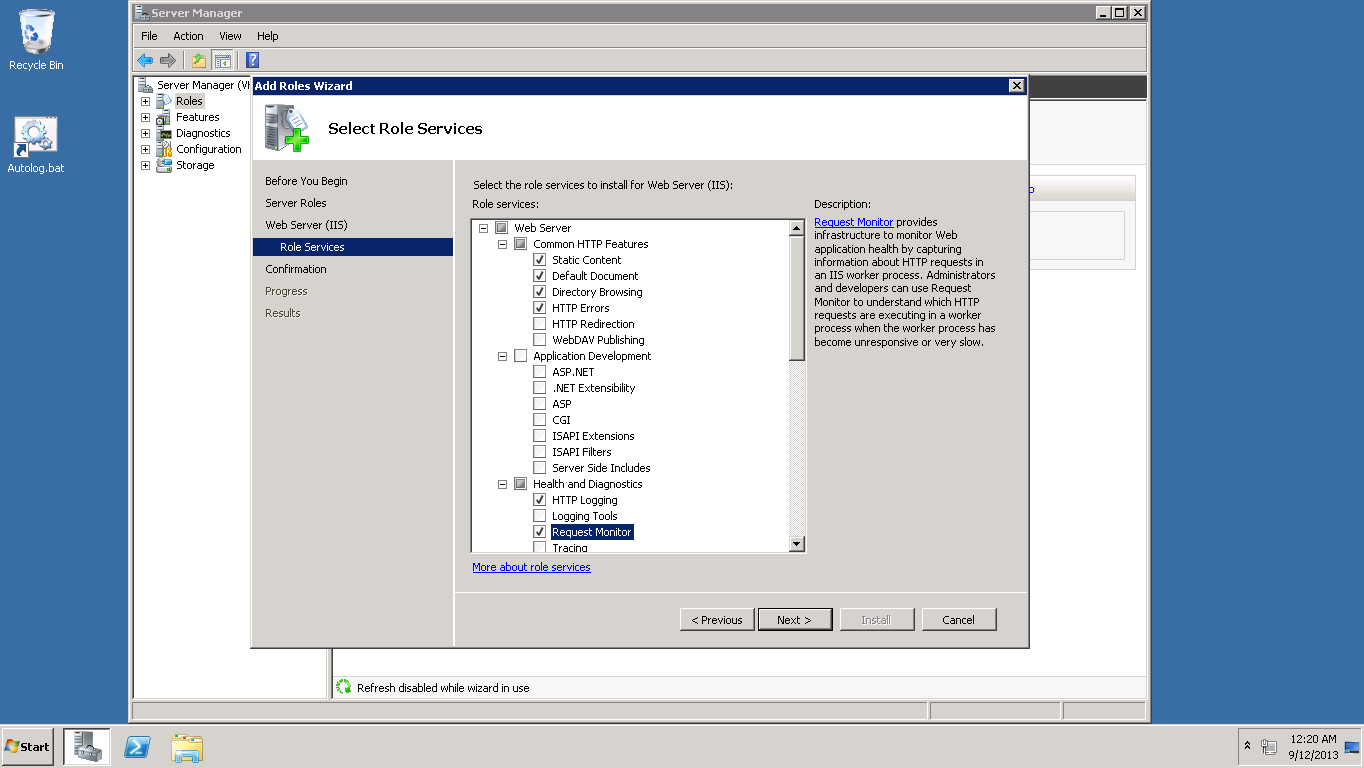 Recycle Bin
Autolog.bat
Server Manager
File Action View Help
Server Manager (
Roles
Features
Diagnostics
Configuration
Storage
Add Roles Wizard
Select Role Services
Before You Begin
Server Roles
Web Server (IIS)
Role Services
Confirmation
Progress
Results
Select the role services to install for Web Server (IIS):
Role services:
Web Server
Common HTTP Features
Static Content
Default Document
Directory Browsing
HTTP Errors
HTTP Redirection
WebDAV Publishing
Application Development
ASP.NET
.NET Extensibility
ASP
CGI
ISAPI Extensions
ISAPI Filters
Server Side Includes
Health and Diagnostics
HTTP Logging
Logging Tools
Request Monitor
Tracing
More about role services
Description:
Request Monitor provides
infrastructure to monitor Web
application health by capturing
information about HTTP requests in
an IIS worker process. Administrators
and developers can use Request
Monitor to understand which HTTP
requests are executing in a worker
process when the worker process has
become unresponsive or very slow.
< Previous
Next >
Install
Cancel
Refresh disabled while wizard in use
Start
12:20 AM
9/12/2013